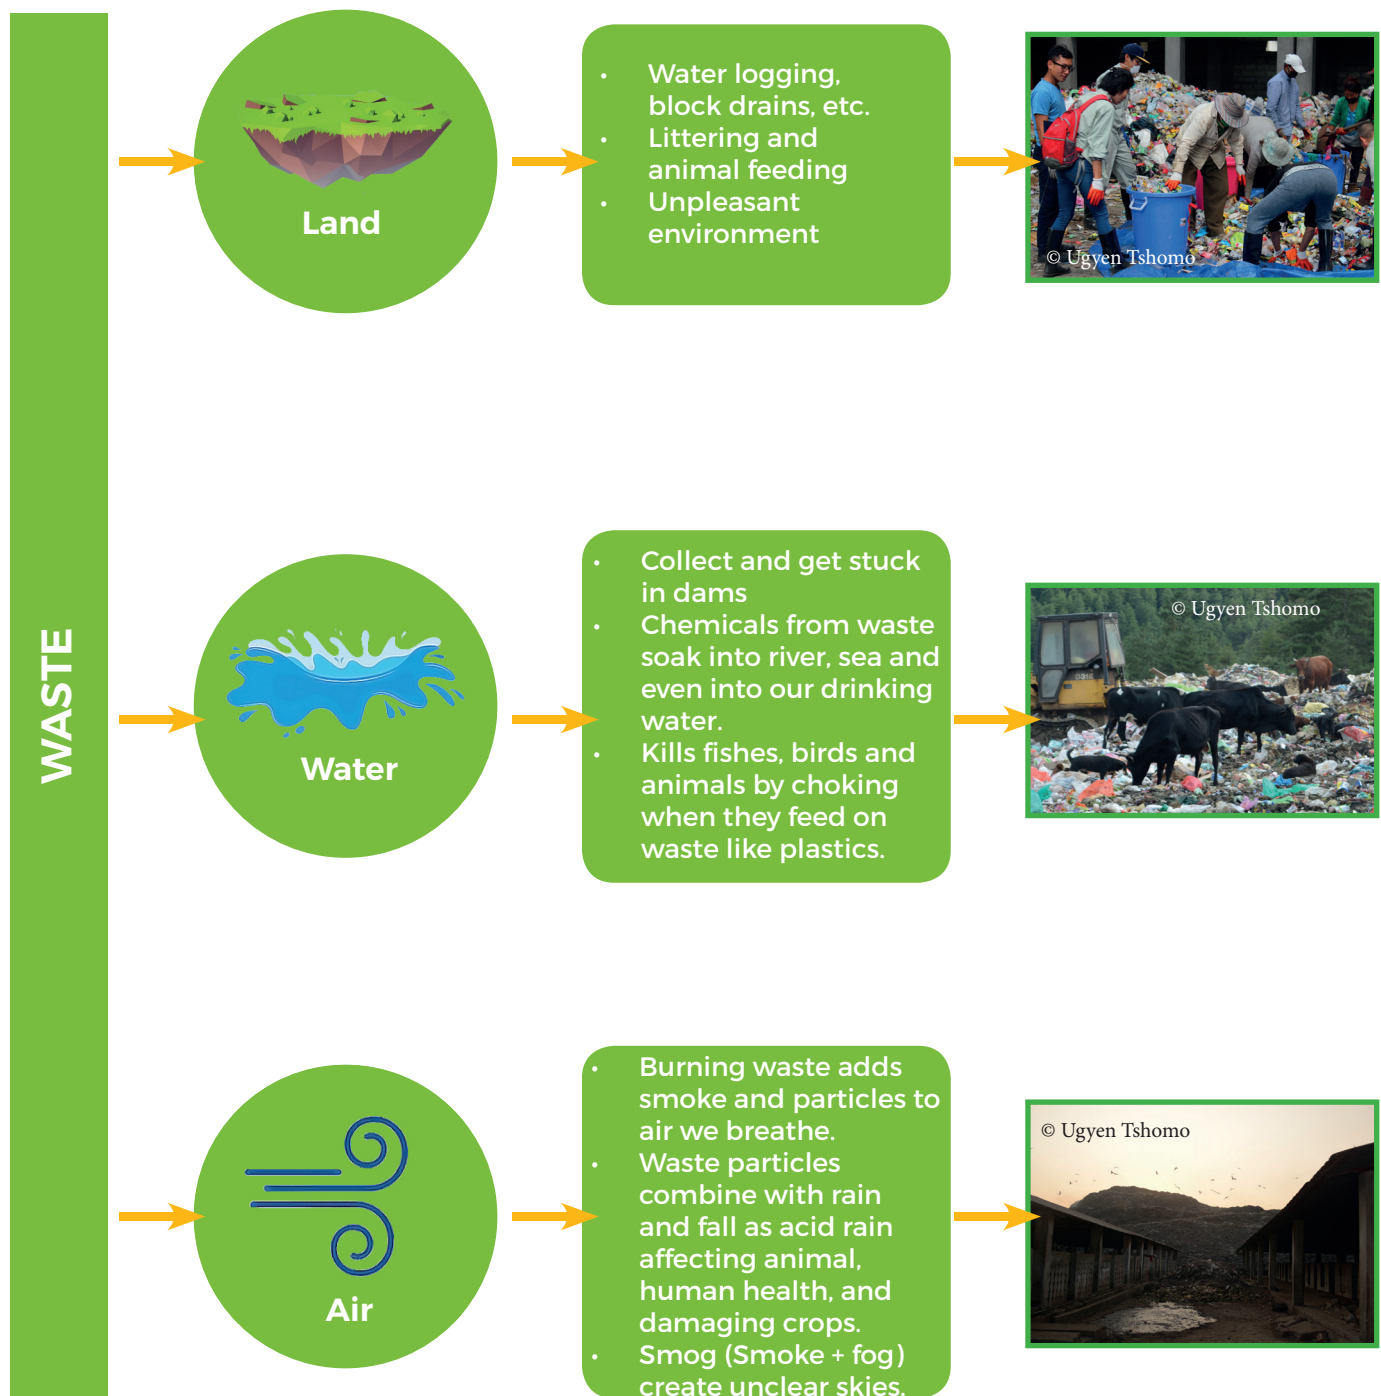 WASTE
Land
• Water logging,
block drains, etc.
• Littering and
animal feeding
• Unpleasant
environment
© Ugyen Tshomo
Water
• Collect and get stuck
in dams
• Chemicals from waste
soak into river, sea and
even into our drinking
water.
• Kills fishes, birds and
animals by choking
when they feed on
waste like plastics.
© Ugyen Tshomo
Air
• Burning waste adds
smoke and particles to
air we breathe.
• Waste particles
combine with rain
and fall as acid rain
affecting animal,
human health, and
damaging crops.
• Smog (Smoke + fog)
create unclear skies.
© Ugyen Tshomo